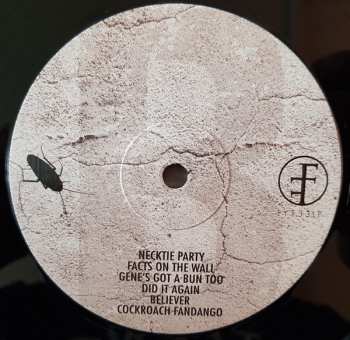 NECKTIE PARTY
FACTS ON THE WALL
GENE'S GOT A BUN TOO
DID IT AGAIN
BELIEVER
COCKROACH-FANDANGO